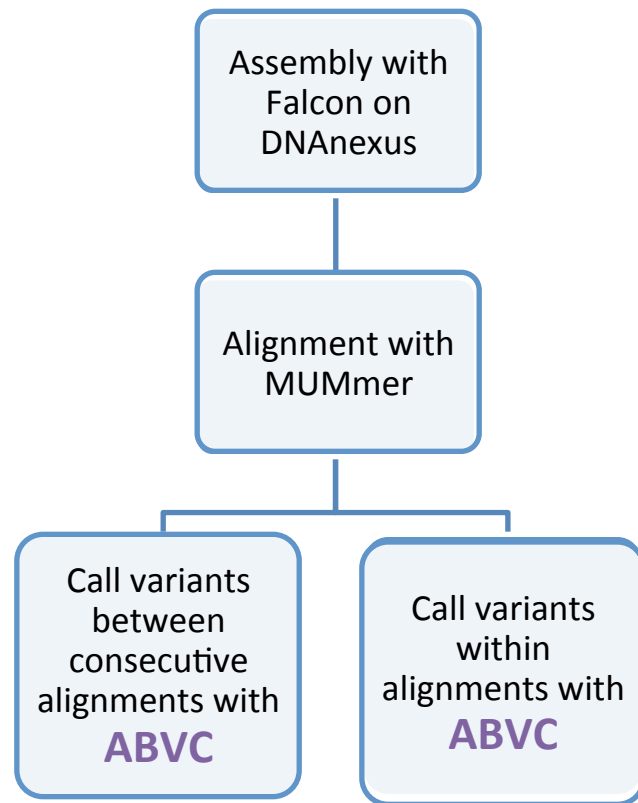 Assembly with
Falcon on
DNAnexus
Alignment with
MUMmer
Call variants
between
consecutive
alignments with
ABVC
Call variants
within
alignments with
ABVC